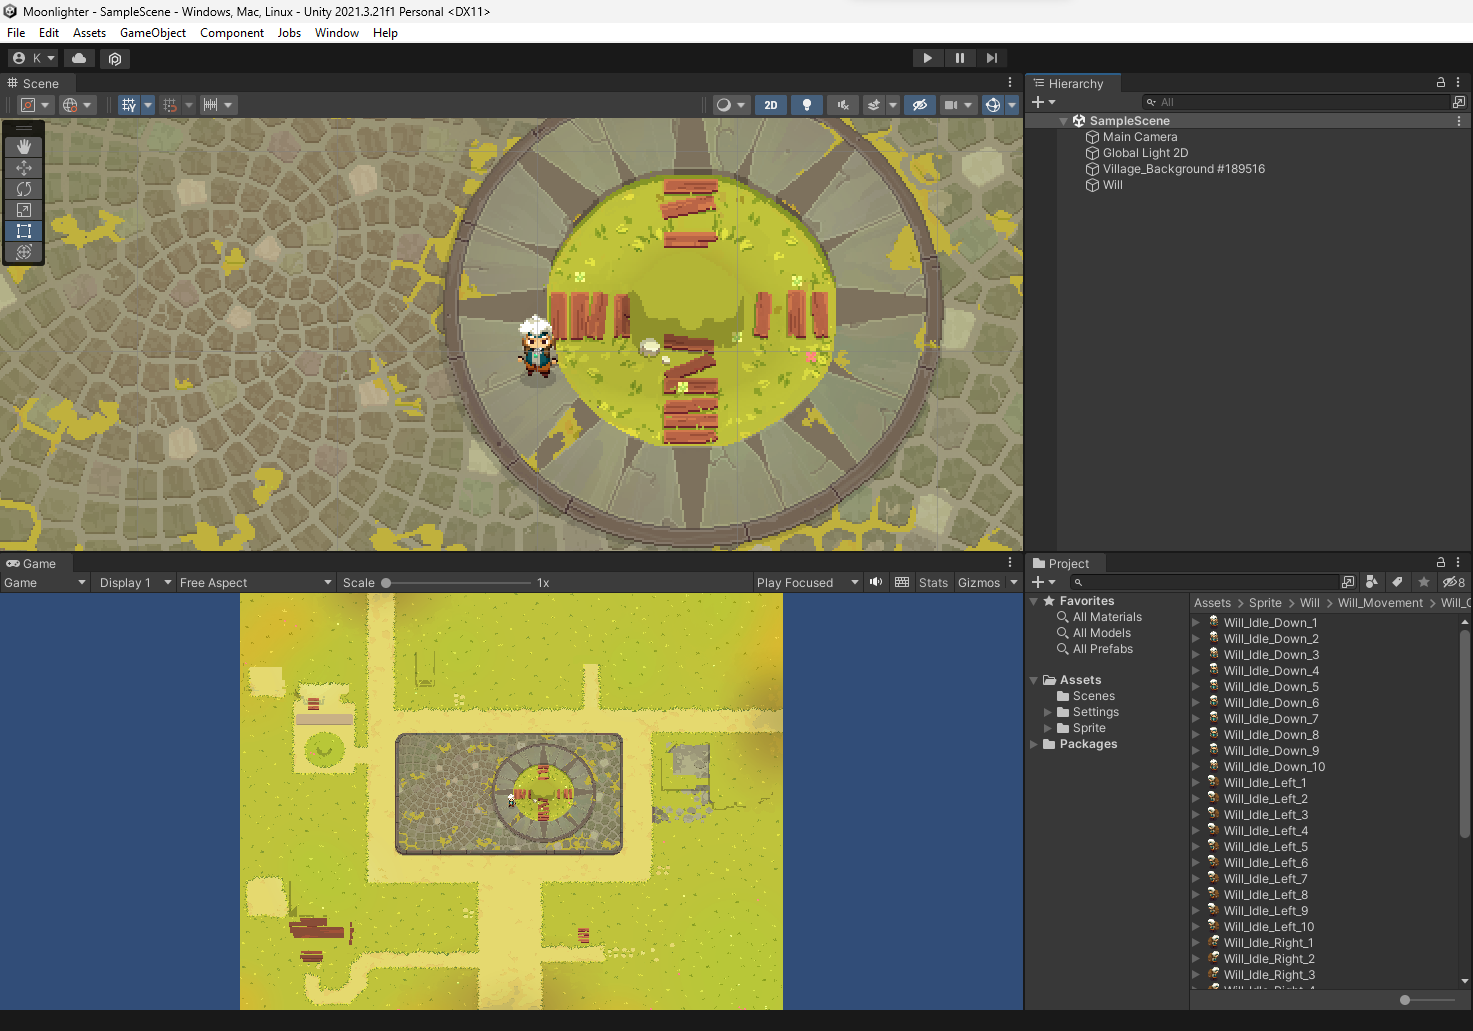 Moonlighter - SampleScene - Windows, Mac, Linux - Unity 2021.3.21f1 Personal <DX11>
File Edit Assets GameObject Component Jobs Window Help
K
Scene
2D
Hierarchy
All
SampleScene
Main Camera
Global Light 2D
Village_Background #189516
Will
Game
Game Display 1 Free Aspect Scale 1x Play Focused Stats Gizmos
Project
8
Favorites
All Materials
All Models
All Prefabs
Assets
Scenes
Settings
Sprite
Packages
Assets > Sprite > Will > Will_Movement >
Will_Idle_Down_1
Will_Idle_Down_2
Will_Idle_Down_3
Will_Idle_Down_4
Will_Idle_Down_5
Will_Idle_Down_6
Will_Idle_Down_7
Will_Idle_Down_8
Will_Idle_Down_9
Will_Idle_Down_10
Will_Idle_Left_1
Will_Idle_Left_2
Will_Idle_Left_3
Will_Idle_Left_4
Will_Idle_Left_5
Will_Idle_Left_6
Will_Idle_Left_7
Will_Idle_Left_8
Will_Idle_Left_9
Will_Idle_Left_10
Will_Idle_Right_1
Will_Idle_Right_2
Will_Idle_Right_3